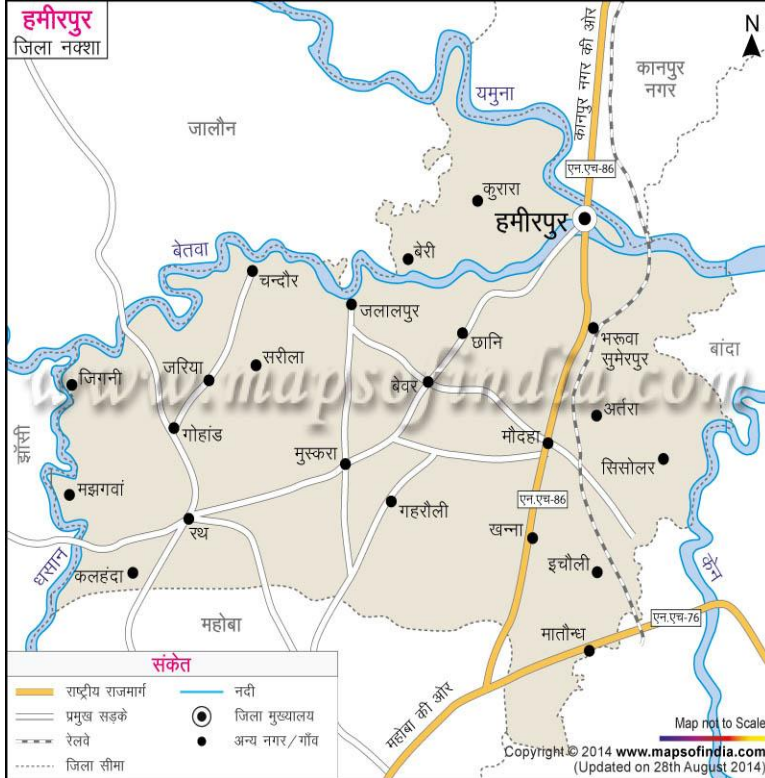 हमीरपुर
जिला नक्शा
N
कानपुर नगर की ओर
कानपुर
नगर
यमुना
जालौन
एन.एच-86
कुरारा
हमीरपुर
बेतवा
बेरी
चन्दौर
जलालपुर
छानि
भरूवा
सुमेरपुर
बांदा
जिगनी
जरिया
सरीला
बेवर
www.mapsofindia.com
अर्तरा
गोहांड
झाँसी
मुस्करा
मौदहा
सिसोलर
मझगवां
गहरौली
एन.एच-86
रथ
खन्ना
धसान
कलहंदा
इचौली
केन
महोबा
एन.एच-76
मातौन्ध
महोबा की ओर
संकेत
राष्ट्रीय राजमार्ग
नदी
प्रमुख सड़के
जिला मुख्यालय
रेलवे
अन्य नगर/गाँव
जिला सीमा
Map not to Scale
Copyright © 2014 www.mapsofindia.com
(Updated on 28th August 2014)